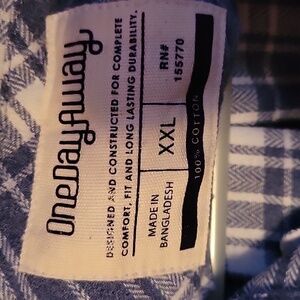 OneDayAway
DESIGNED AND CONSTRUCTED FOR COMPLETE
COMFORT, FIT AND LONG LASTING DURABILITY.
MADE IN
BANGLADESH
XXL
RN#
155770
100% COTTON